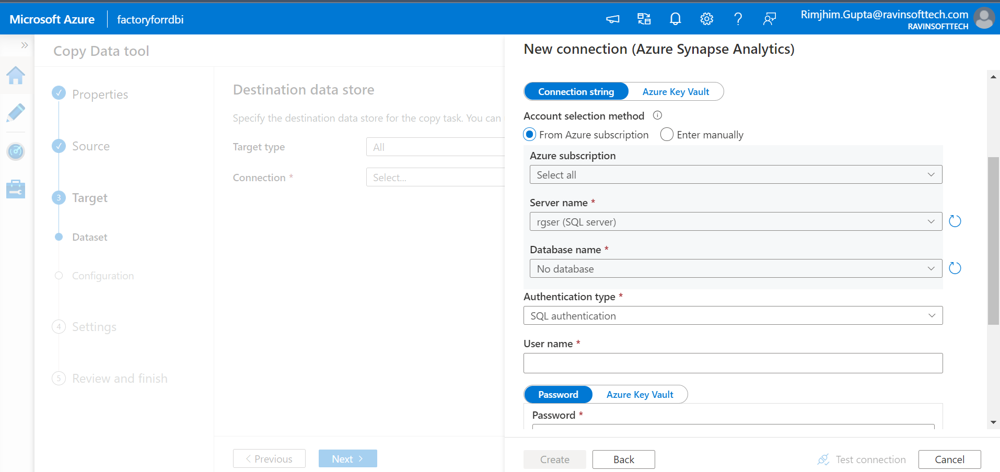 Microsoft Azure
factoryforrdbi
Rimjhim.Gupta@ravinsofttech.com
RAVINSOFTTECH
Copy Data tool
Properties
Source
3 Target
Dataset
Configuration
4 Settings
5 Review and finish
Destination data store
Specify the destination data store for the copy task. You can
Target type
All
Connection *
Select...
Previous
Next
New connection (Azure Synapse Analytics)
Connection string
Azure Key Vault
Account selection method
From Azure subscription
Enter manually
Azure subscription
Select all
Server name *
rgser (SQL server)
Database name *
No database
Authentication type *
SQL authentication
User name *
Password
Azure Key Vault
Password *
Create
Back
Test connection
Cancel